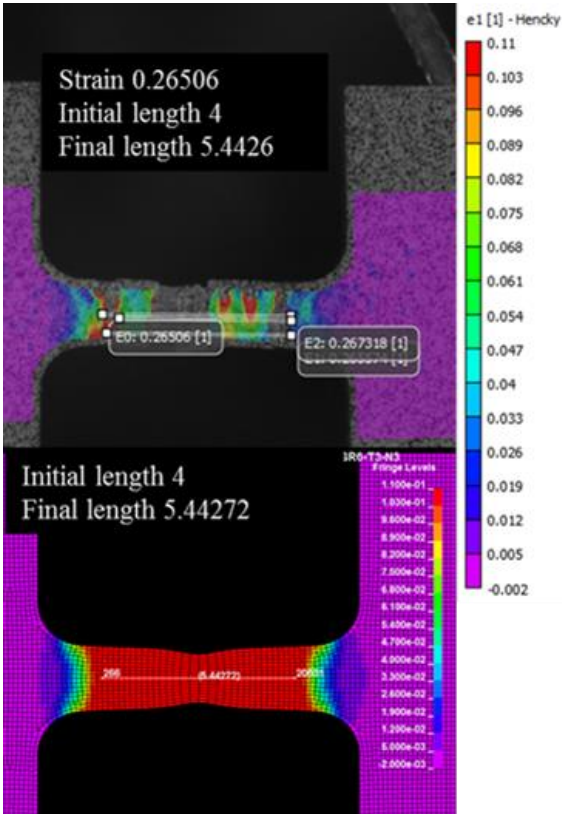 e1 [1] - Hencky
Strain 0.26506
Initial length 4
Final length 5.4426
0.11
0.103
0.096
0.089
0.082
0.075
0.068
0.061
0.054
0.047
0.04
0.033
0.026
0.019
0.012
0.005
-0.002
E0: 0.26506 [1]
E2: 0.267318 [1]
Initial length 4
Final length 5.44272
Fringe Levels
1.100e-01
1.030e-01
9.600e-02
8.900e-02
8.200e-02
7.500e-02
6.800e-02
6.100e-02
5.400e-02
4.700e-02
4.000e-02
3.300e-02
2.600e-02
1.900e-02
1.200e-02
5.000e-03
-2.000e-03
266
(5.44272)